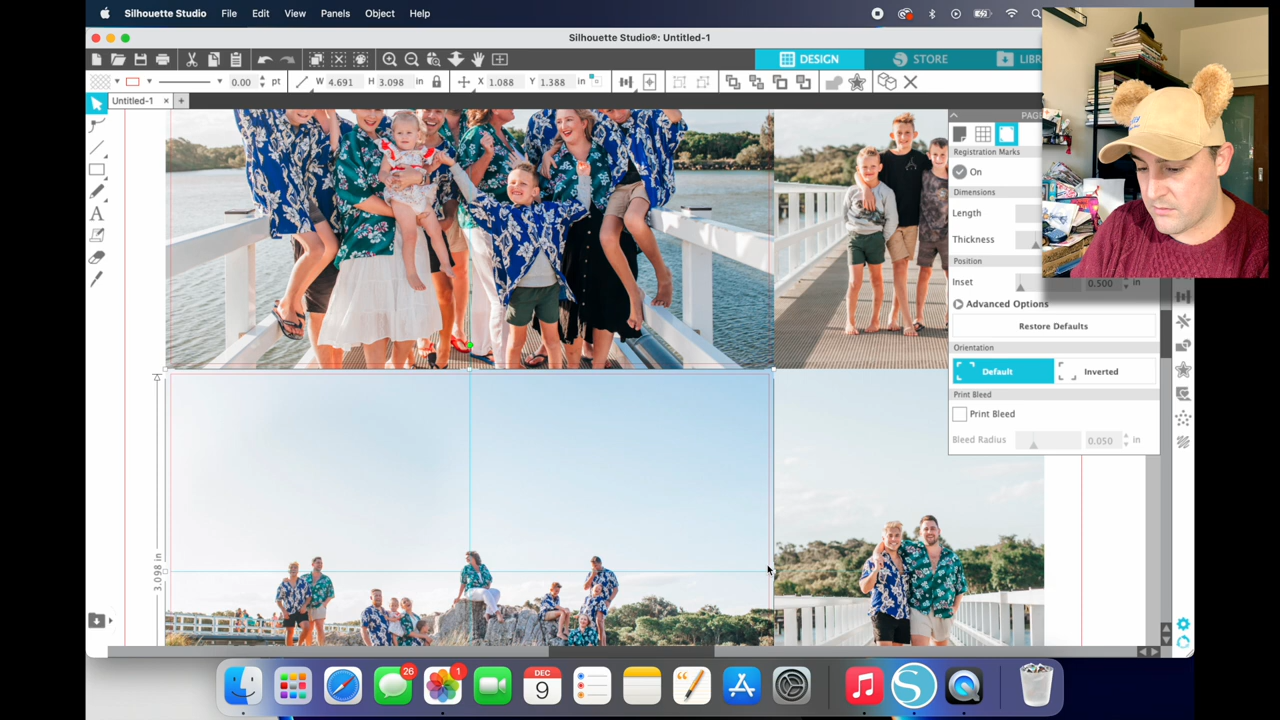 Silhouette Studio File Edit View Panels Object Help
Silhouette Studio®: Untitled-1
DESIGN STORE LIBR
0.00 pt W 4.691 H 3.098 in X 1.088 Y 1.388 in
Untitled-1 × +
PAG
Registration Marks
On
Dimensions
Length
Thickness
Position
Inset 0.500 in
Advanced Options
Restore Defaults
Orientation
Default Inverted
Print Bleed
Print Bleed
Bleed Radius 0.050 in
3.098 in
26
1
DEC
9